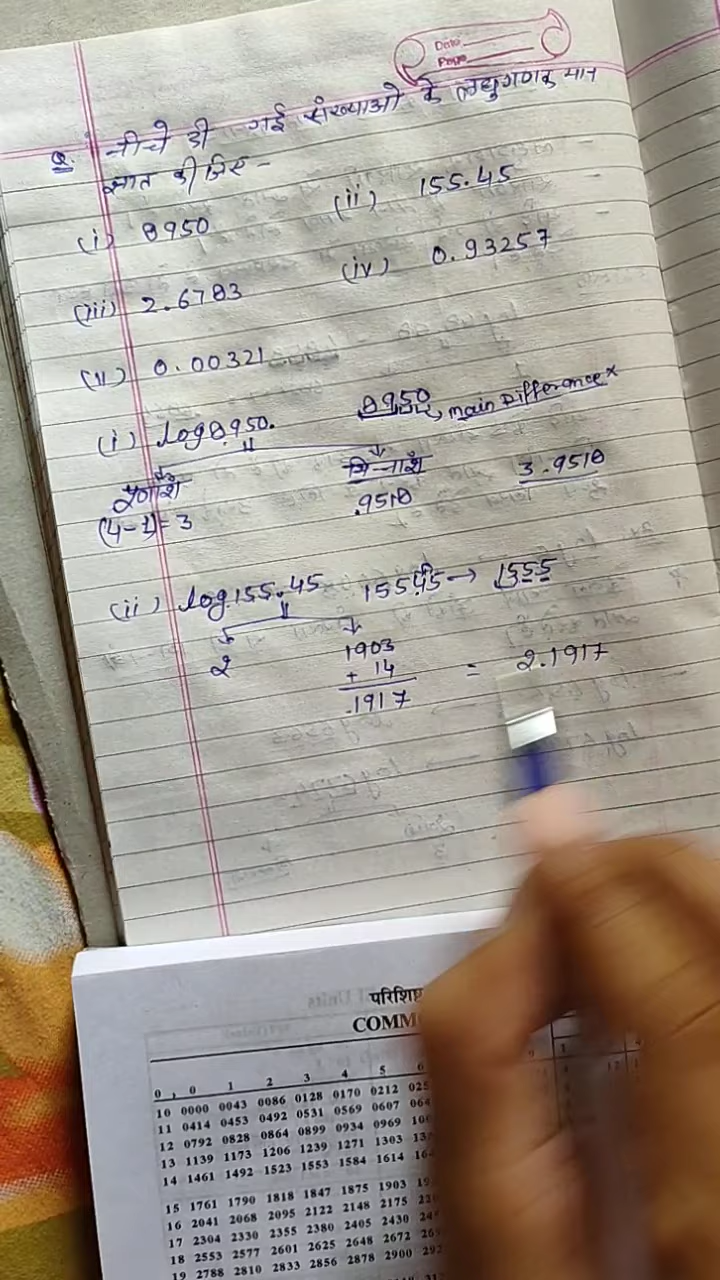 Date
Page
Q. नीचे दी गई संख्याओ के लघुगणक मान
ज्ञात कीजिए -
(i) 8950 (ii) 155.45
(iii) 2.6783 (iv) 0.93257
0.00321
(i) log 8950. 8950 → main Difference ×
पूर्णांश भिन्नांश 3.9518
(4-1)=3 .9518
(ii) log 155.45 15545 → 1555
2 1903
+ 14 = 2.1917
.1917
परिशिष्ट
COMM
0 1 2 3 4 5 6 9 1
10 0000 0043 0086 0128 0170 0212
11 0414 0453 0492 0531 0569 0607
12 0792 0828 0864 0899 0934 0969
13 1139 1173 1206 1239 1271 1303
14 1461 1492 1523 1553 1584 1614
15 1761 1790 1818 1847 1875 1903
16 2041 2068 2095 2122 2148 2175
17 2304 2330 2355 2380 2405 2430
18 2553 2577 2601 2625 2648 2672
19 2788 2810 2833 2856 2878 2900